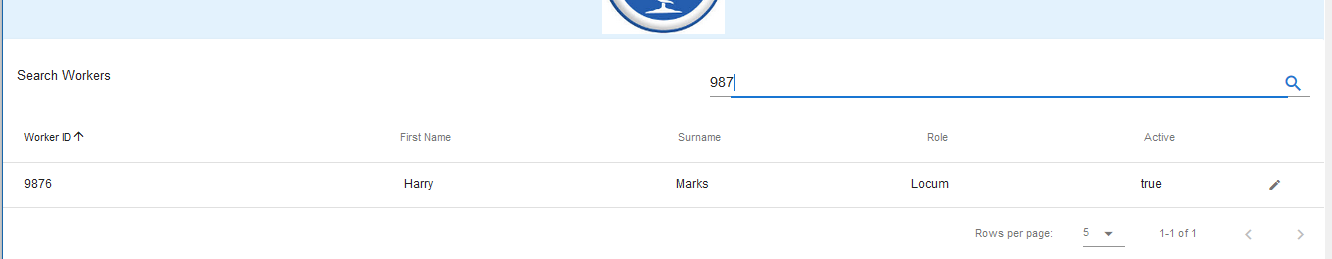 Search Workers
987
Worker ID First Name Surname Role Active
9876 Harry Marks Locum true
Rows per page: 5 1-1 of 1